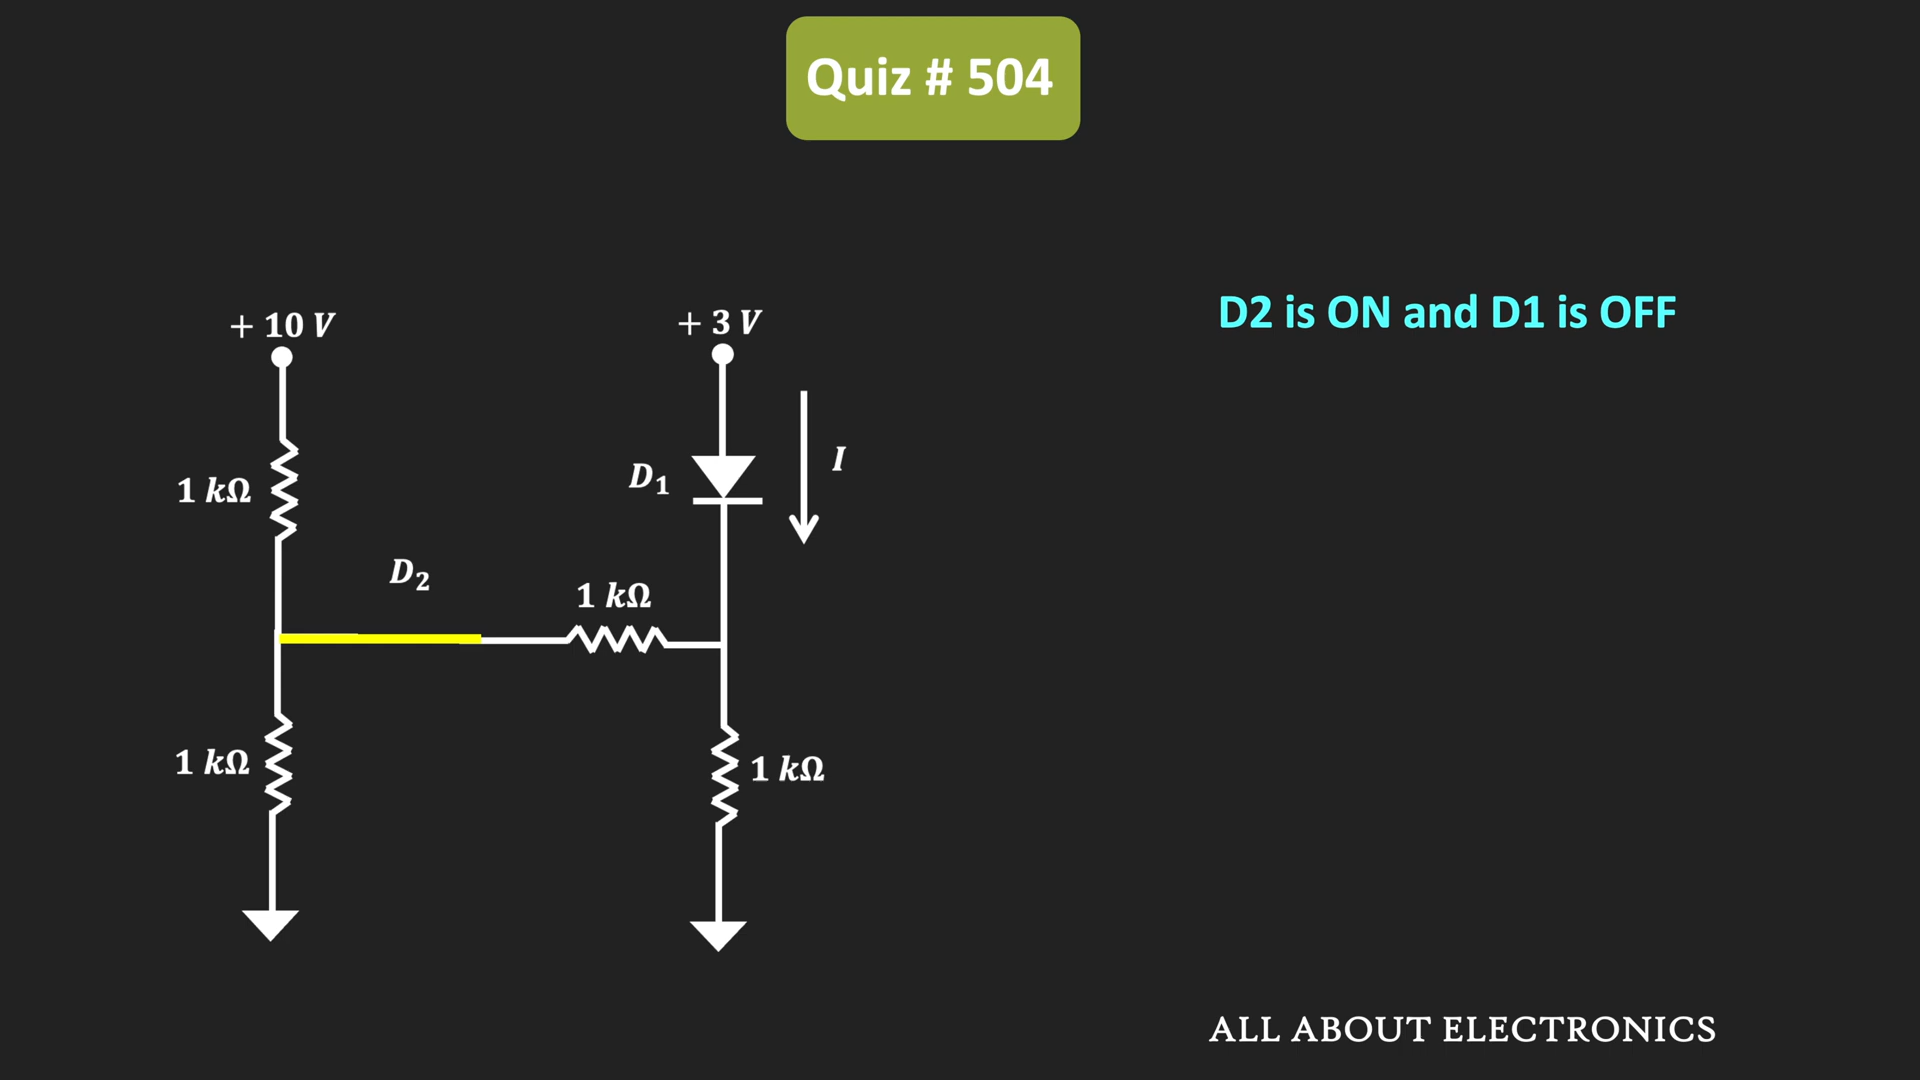 Quiz # 504
D2 is ON and D1 is OFF
+ 10 V
+ 3 V
1 kΩ
D₁
I
D₂
1 kΩ
1 kΩ
1 kΩ
ALL ABOUT ELECTRONICS